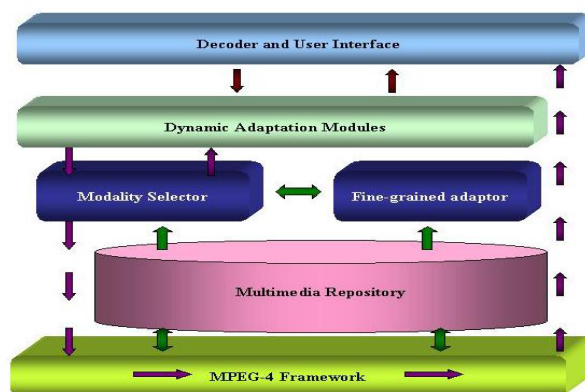 Decoder and User Interface
Dynamic Adaptation Modules
Modality Selector
Fine-grained adaptor
Multimedia Repository
MPEG-4 Framework